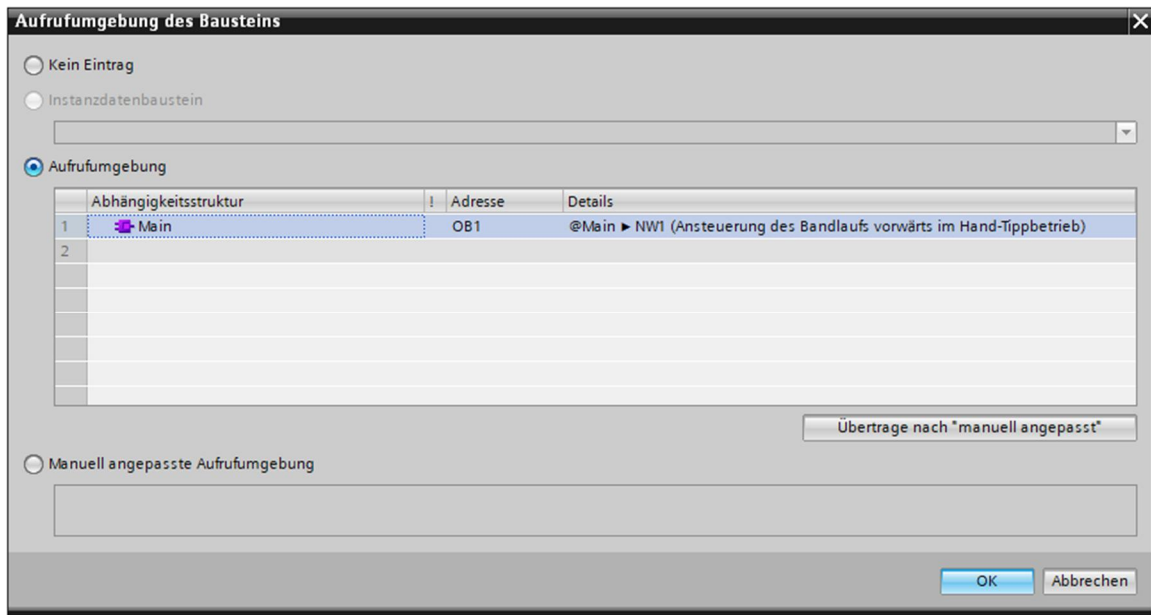 Aufrufumgebung des Bausteins
Kein Eintrag
Instanzdatenbaustein
Aufrufumgebung
Abhängigkeitsstruktur ! Adresse Details
1 Main OB1 @Main ► NW1 (Ansteuerung des Bandlaufs vorwärts im Hand-Tippbetrieb)
2
Übertrage nach "manuell angepasst"
Manuell angepasste Aufrufumgebung
OK Abbrechen